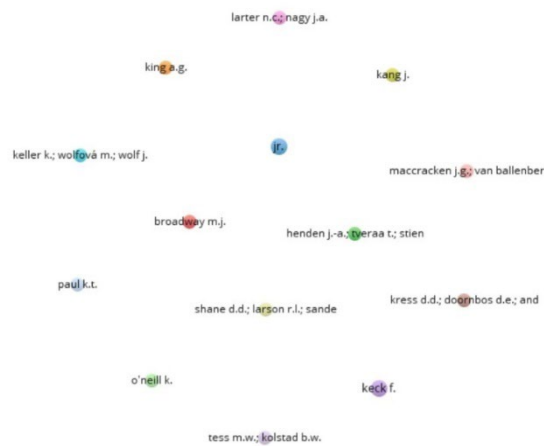 larter n.c.; nagy j.a.
king a.g.
kang j.
jr,
keller k.; wolfová m.; wolf j.
maccracken j.g.; van ballenber
broadway m.j.
henden j.-a.; tveraa t.; stien
paul k.t.
kress d.d.; doornbos d.e.; and
shane d.d.; larson r.l.; sande
o'neill k.
keck f.
tess m.w.; kolstad b.w.